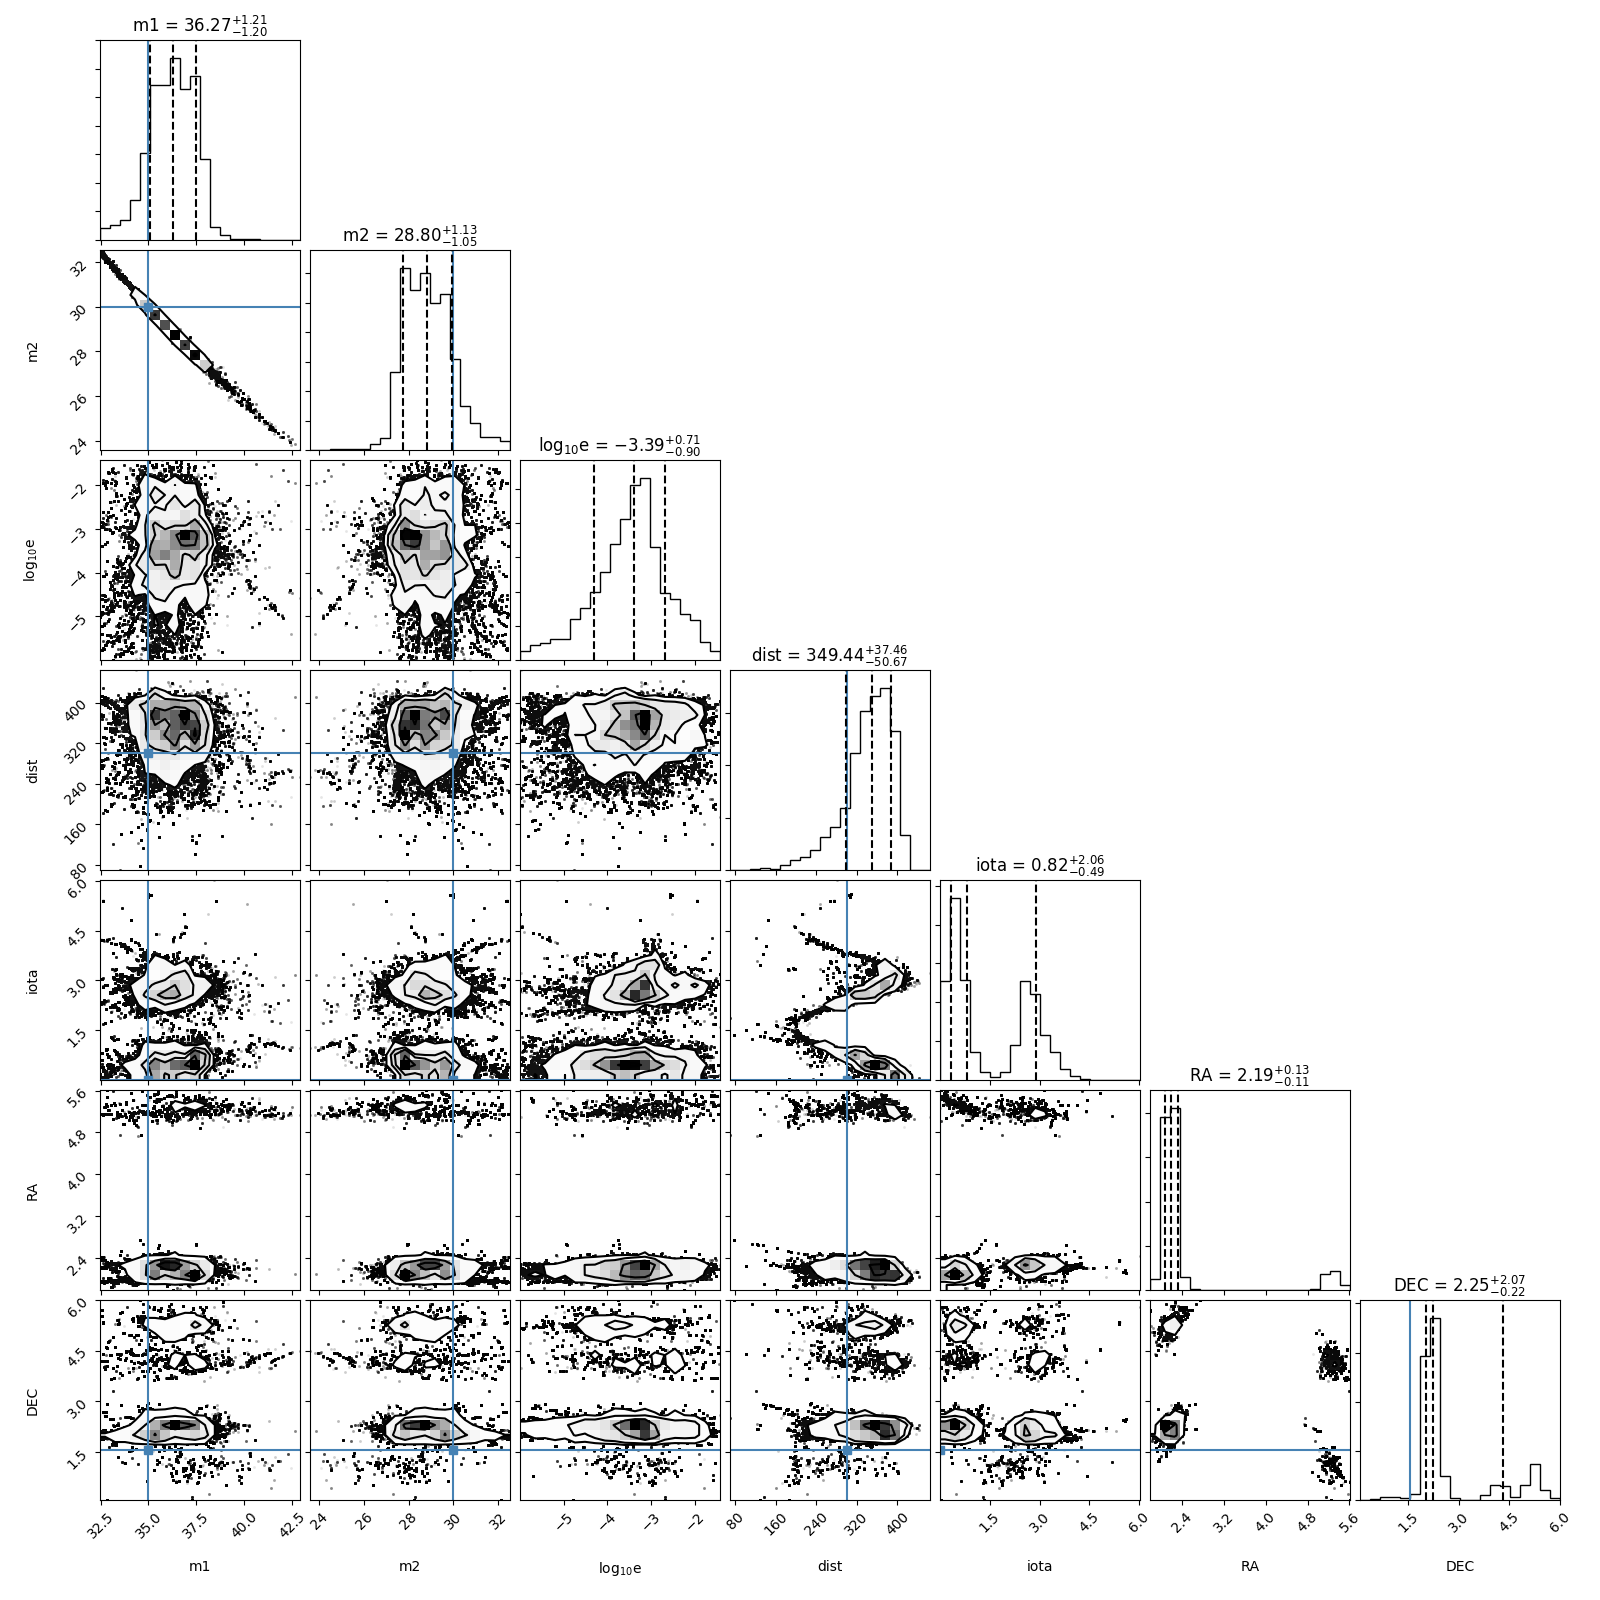 m1 = 36.27+1.21−1.20
m2 = 28.80+1.13−1.05
log10e = −3.39+0.71−0.90
dist = 349.44+37.46−50.67
iota = 0.82+2.06−0.49
RA = 2.19+0.13−0.11
DEC = 2.25+2.07−0.22
m2
32
30
28
26
24
log10e
−2
−3
−4
−5
dist
400
320
240
160
80
iota
6.0
4.5
3.0
1.5
RA
5.6
4.8
4.0
3.2
2.4
DEC
6.0
4.5
3.0
1.5
32.5 35.0 37.5 40.0 42.5
24 26 28 30 32
−5 −4 −3 −2
80 160 240 320 400
1.5 3.0 4.5 6.0
2.4 3.2 4.0 4.8 5.6
1.5 3.0 4.5 6.0
m1
m2
log10e
dist
iota
RA
DEC